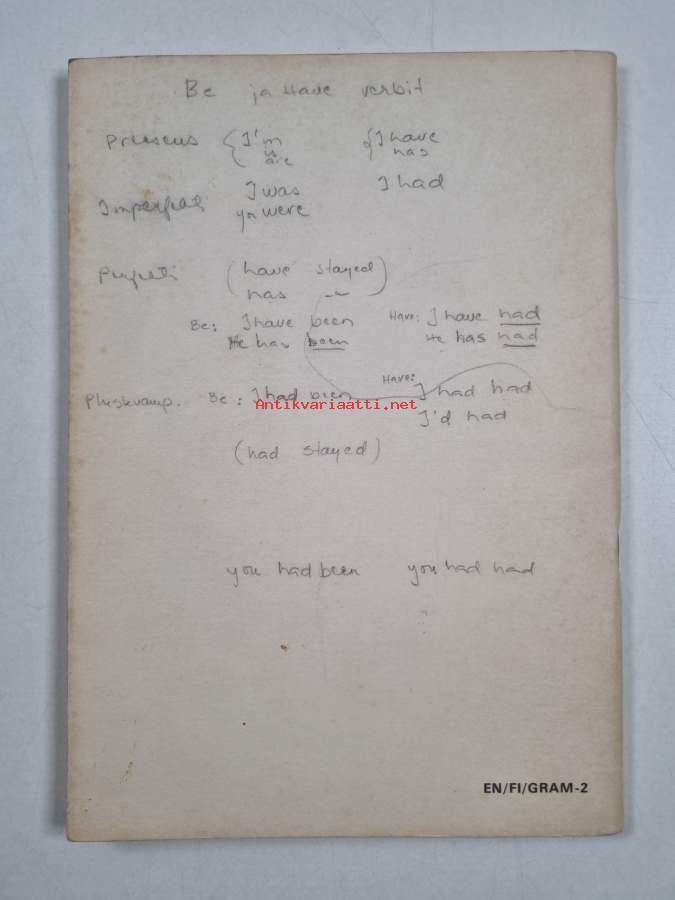 Be ja Have verbit
Preesens { I'm { I have
is has
are
I was I had
Imperfekti you were
Perfekti (have stayed)
has —
Be: I have been Have: I have had
He has been He has had
Pluskvamp. Be: I had been Have: I had had
Antikvariaatti.net
I'd had
(had stayed)
you had been you had had
EN/FI/GRAM-2